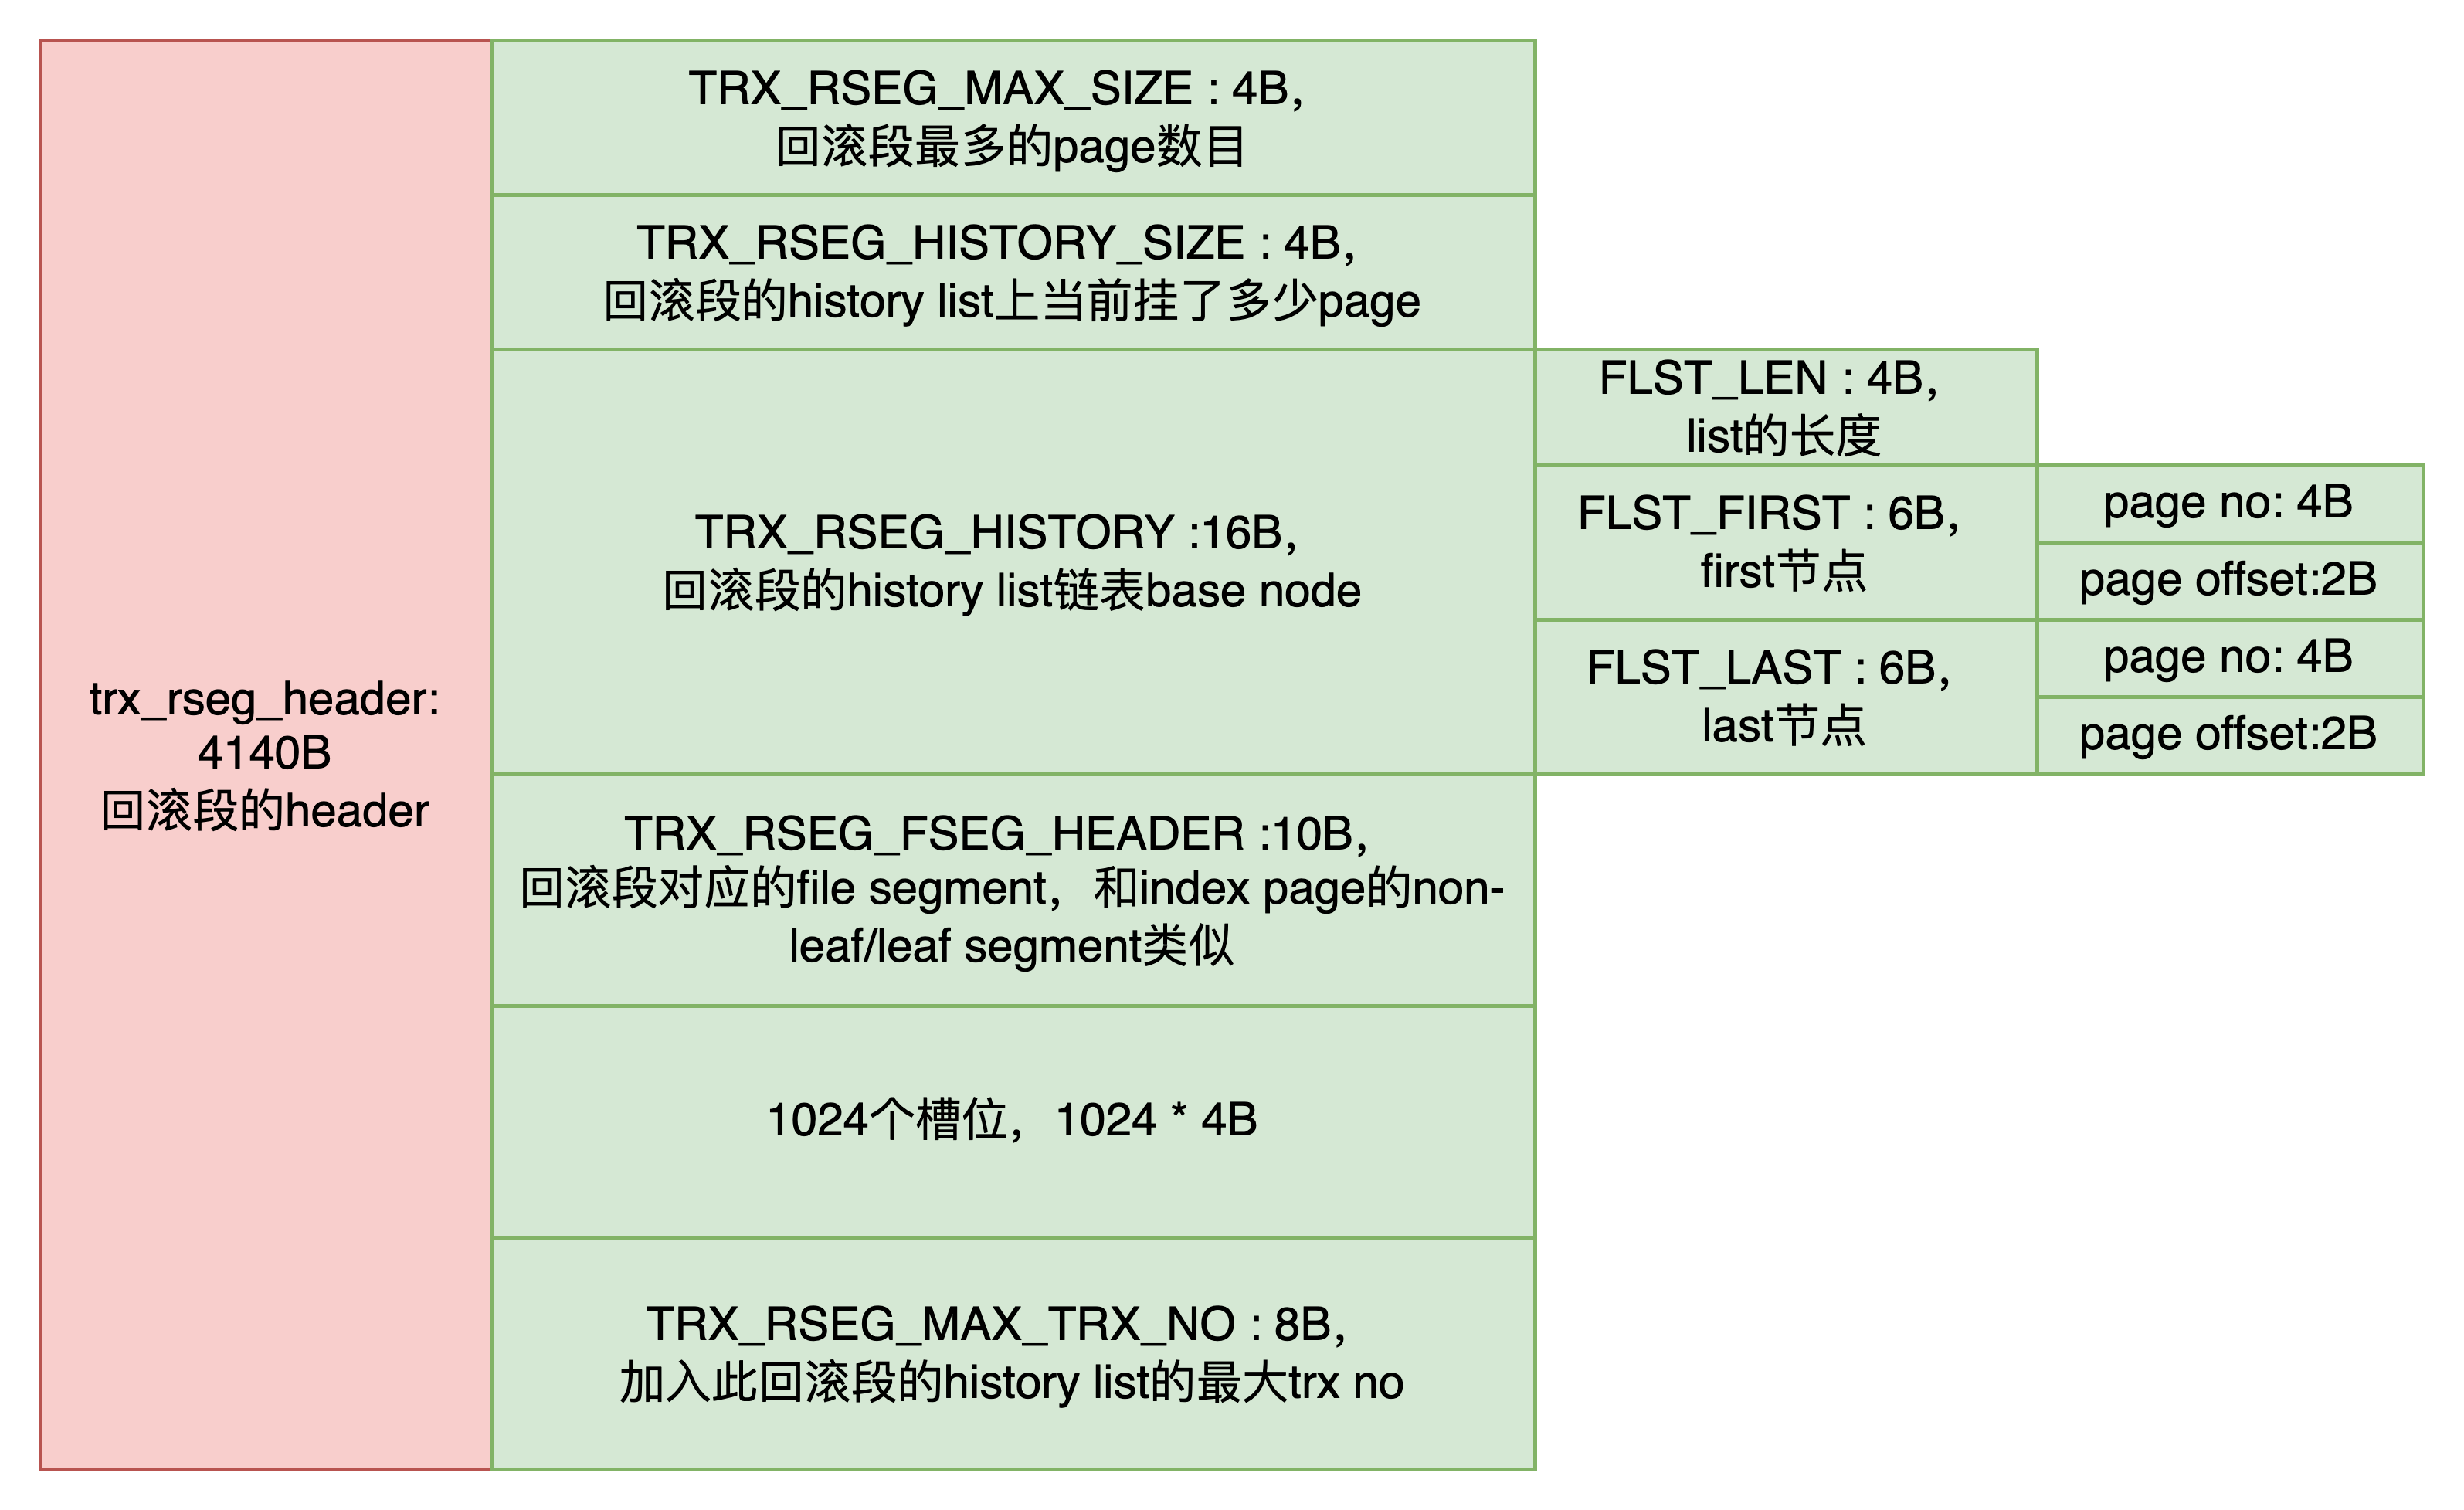 TRX_RSEG_MAX_SIZE : 4B，
回滚段最多的page数目
TRX_RSEG_HISTORY_SIZE : 4B，
回滚段的history list上当前挂了多少page
FLST_LEN : 4B，
list的长度
TRX_RSEG_HISTORY :16B，
回滚段的history list链表base node
FLST_FIRST : 6B，
first节点
page no: 4B
page offset:2B
FLST_LAST : 6B，
last节点
page no: 4B
page offset:2B
trx_rseg_header:
4140B
回滚段的header
TRX_RSEG_FSEG_HEADER :10B，
回滚段对应的file segment，和index page的non-
leaf/leaf segment类似
1024个槽位，1024 * 4B
TRX_RSEG_MAX_TRX_NO : 8B，
加入此回滚段的history list的最大trx no